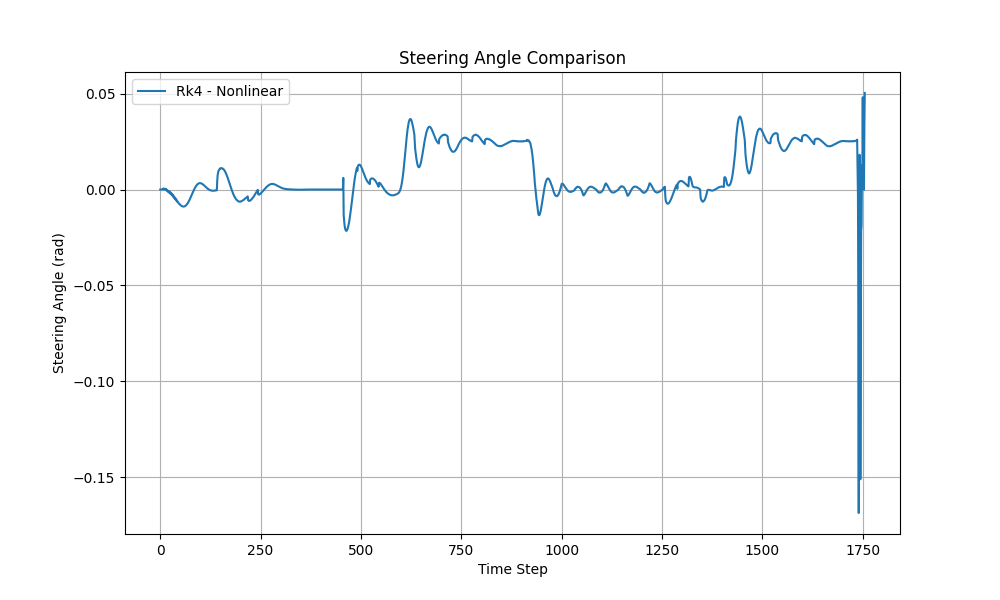 Steering Angle Comparison
Rk4 - Nonlinear
Steering Angle (rad)
0.05
0.00
−0.05
−0.10
−0.15
0 250 500 750 1000 1250 1500 1750
Time Step